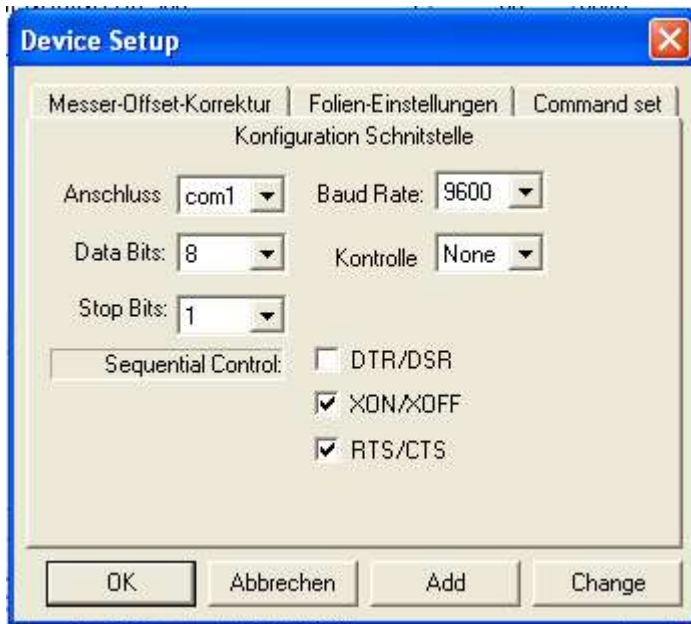 Device Setup
Messer-Offset-Korrektur Folien-Einstellungen Command set
Konfiguration Schnitstelle
Anschluss com1 Baud Rate: 9600
Data Bits: 8 Kontrolle None
Stop Bits: 1
Sequential Control: DTR/DSR
XON/XOFF
RTS/CTS
OK Abbrechen Add Change